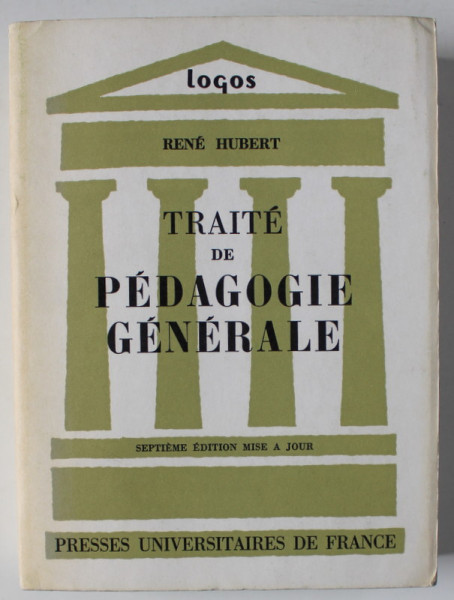 logos
RENÉ HUBERT
TRAITÉ
DE
PÉDAGOGIE
GÉNÉRALE
SEPTIÈME ÉDITION MISE A JOUR
PRESSES UNIVERSITAIRES DE FRANCE